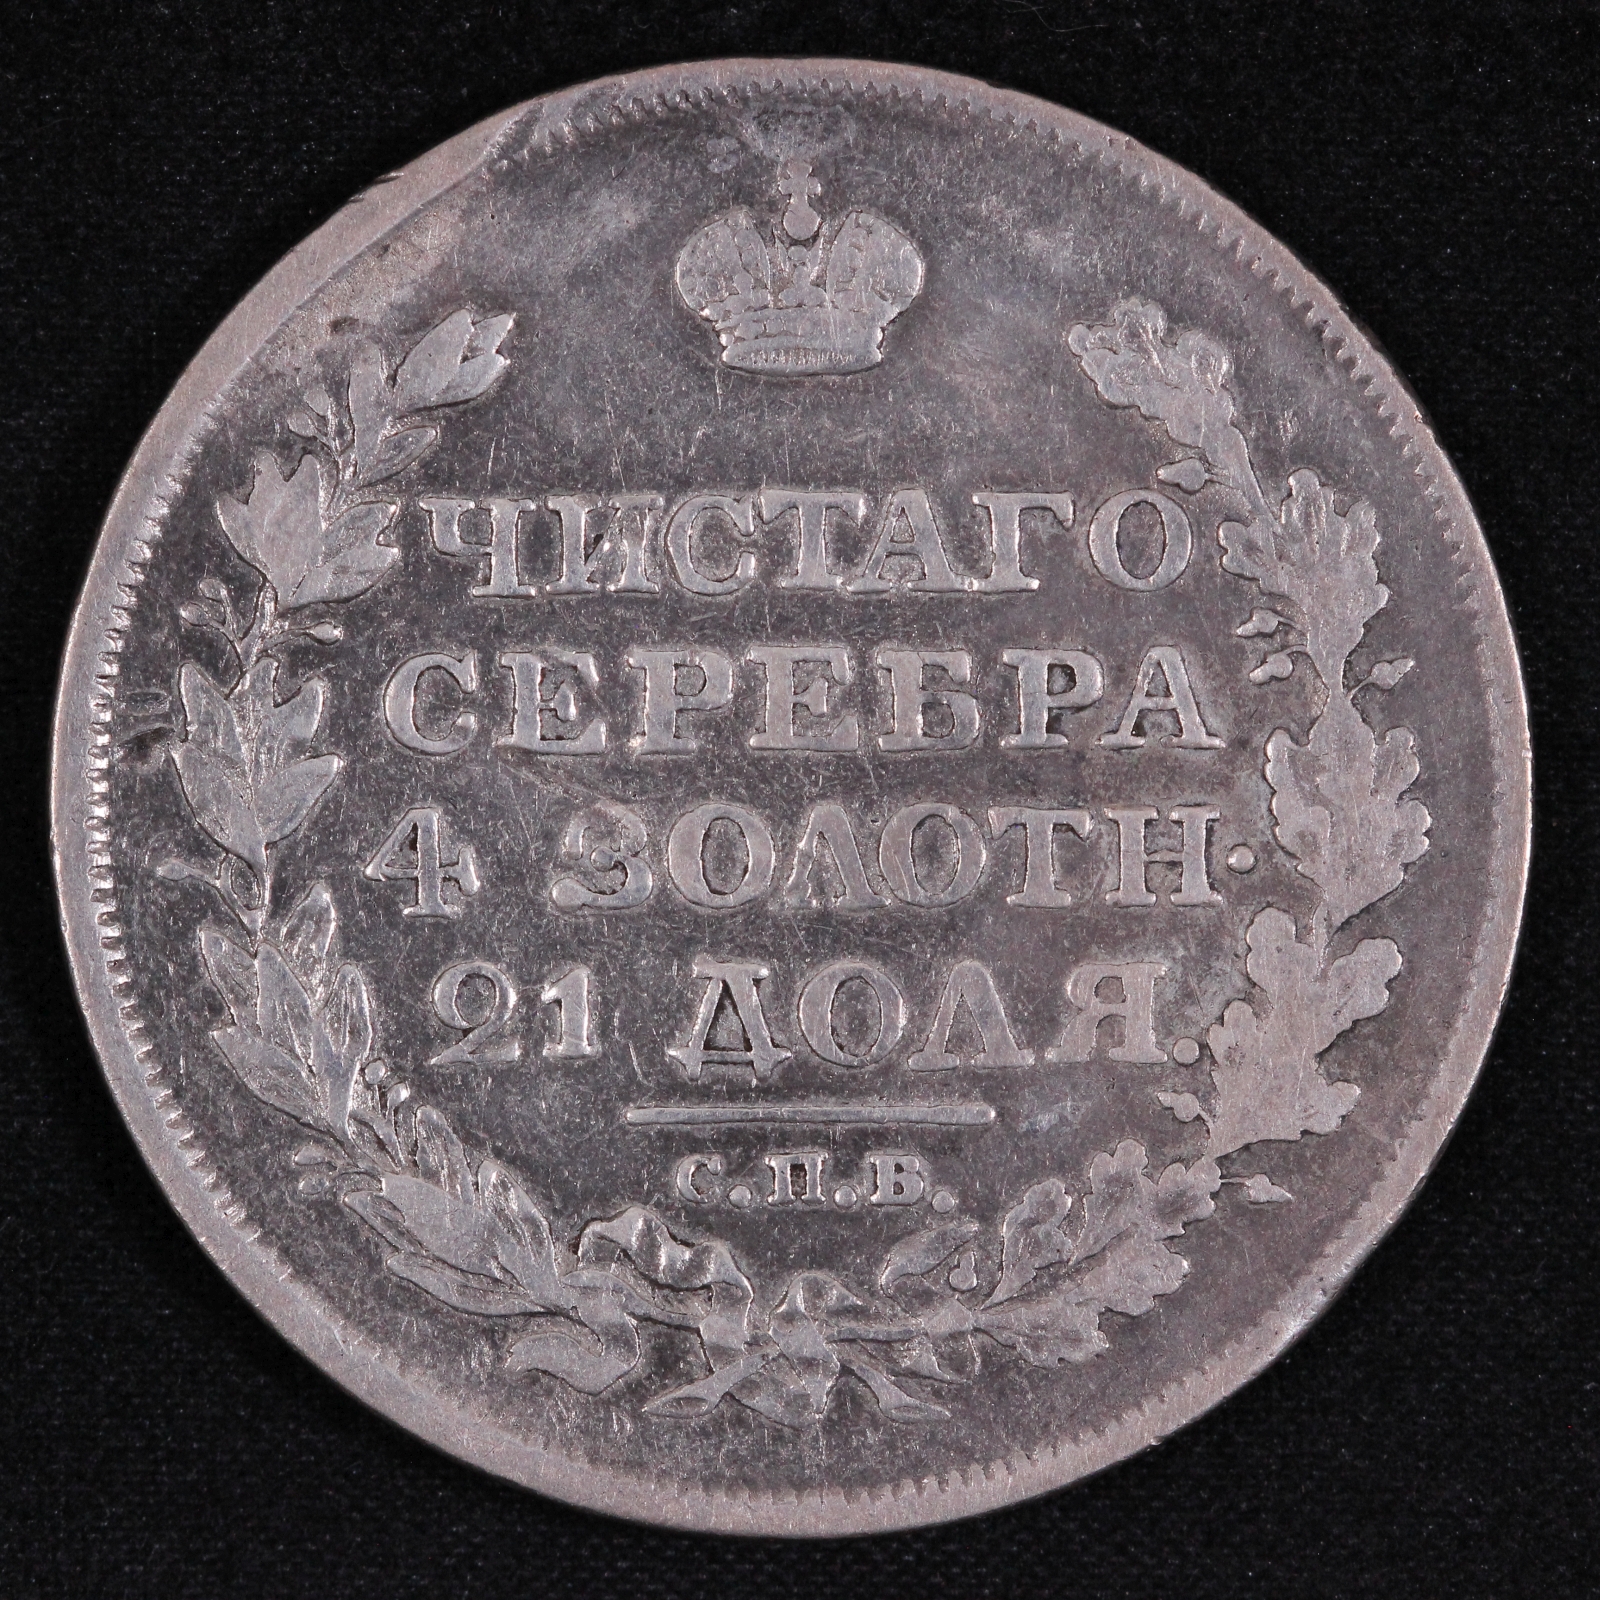 ЧИСТАГО
СЕРЕБРА
4 ЗОЛОТН.
21 ДОЛЯ.
С.П.Б.